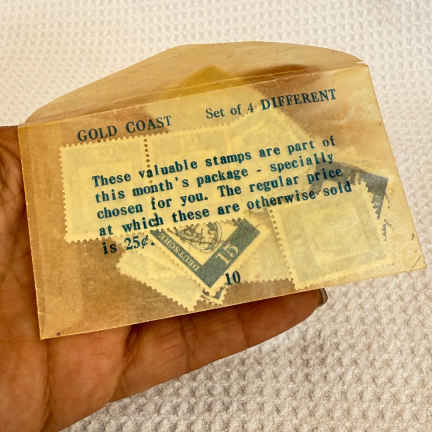 GOLD COAST Set of 4 DIFFERENT
These valuable stamps are part of
this month's package - specially
chosen for you. The regular price
at which these are otherwise sold
is 25¢.
15
10